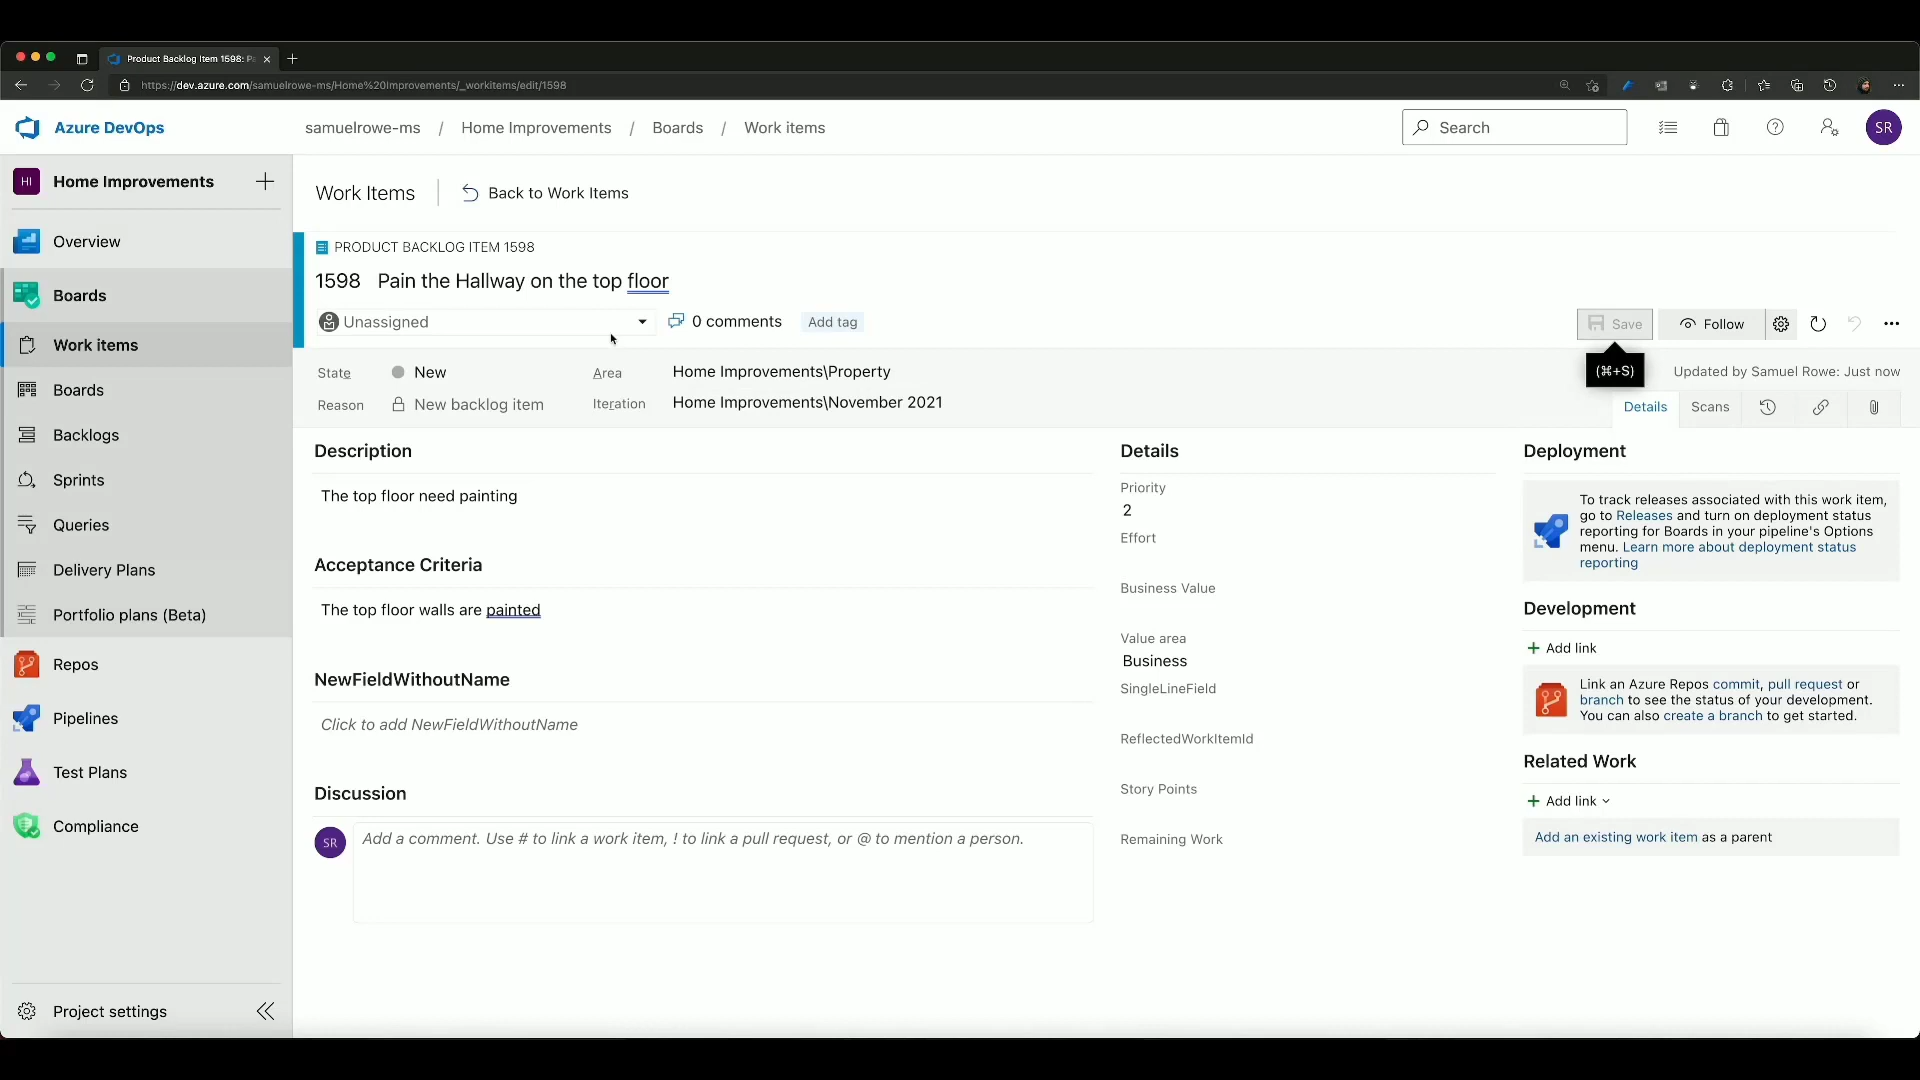 Product Backlog Item 1598: Pa
https://dev.azure.com/samuelrowe-ms/Home%20Improvements/_workitems/edit/1598
Azure DevOps
samuelrowe-ms / Home Improvements / Boards / Work items
Search
SR
HI Home Improvements
Overview
Boards
Work items
Boards
Backlogs
Sprints
Queries
Delivery Plans
Portfolio plans (Beta)
Repos
Pipelines
Test Plans
Compliance
Project settings
Work Items
Back to Work Items
PRODUCT BACKLOG ITEM 1598
1598 Pain the Hallway on the top floor
Unassigned
0 comments
Add tag
Save
Follow
(⌘+S)
State New
Area Home Improvements\Property
Updated by Samuel Rowe: Just now
Reason New backlog item
Iteration Home Improvements\November 2021
Details
Scans
Description
The top floor need painting
Acceptance Criteria
The top floor walls are painted
NewFieldWithoutName
Click to add NewFieldWithoutName
Discussion
SR
Add a comment. Use # to link a work item, ! to link a pull request, or @ to mention a person.
Details
Priority
2
Effort
Business Value
Value area
Business
SingleLineField
ReflectedWorkItemId
Story Points
Remaining Work
Deployment
To track releases associated with this work item,
go to Releases and turn on deployment status
reporting for Boards in your pipeline's Options
menu. Learn more about deployment status
reporting
Development
Add link
Link an Azure Repos commit, pull request or
branch to see the status of your development.
You can also create a branch to get started.
Related Work
Add link
Add an existing work item as a parent